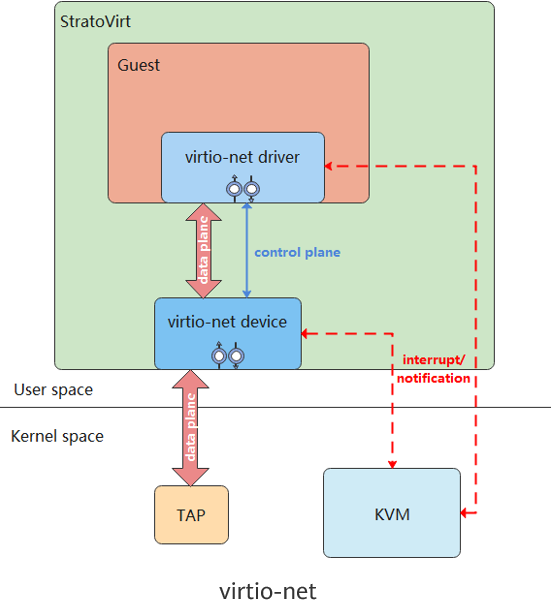 StratoVirt
Guest
virtio-net driver
data plane
control plane
virtio-net device
interrupt/
notification
User space
Kernel space
data plane
TAP
KVM
virtio-net